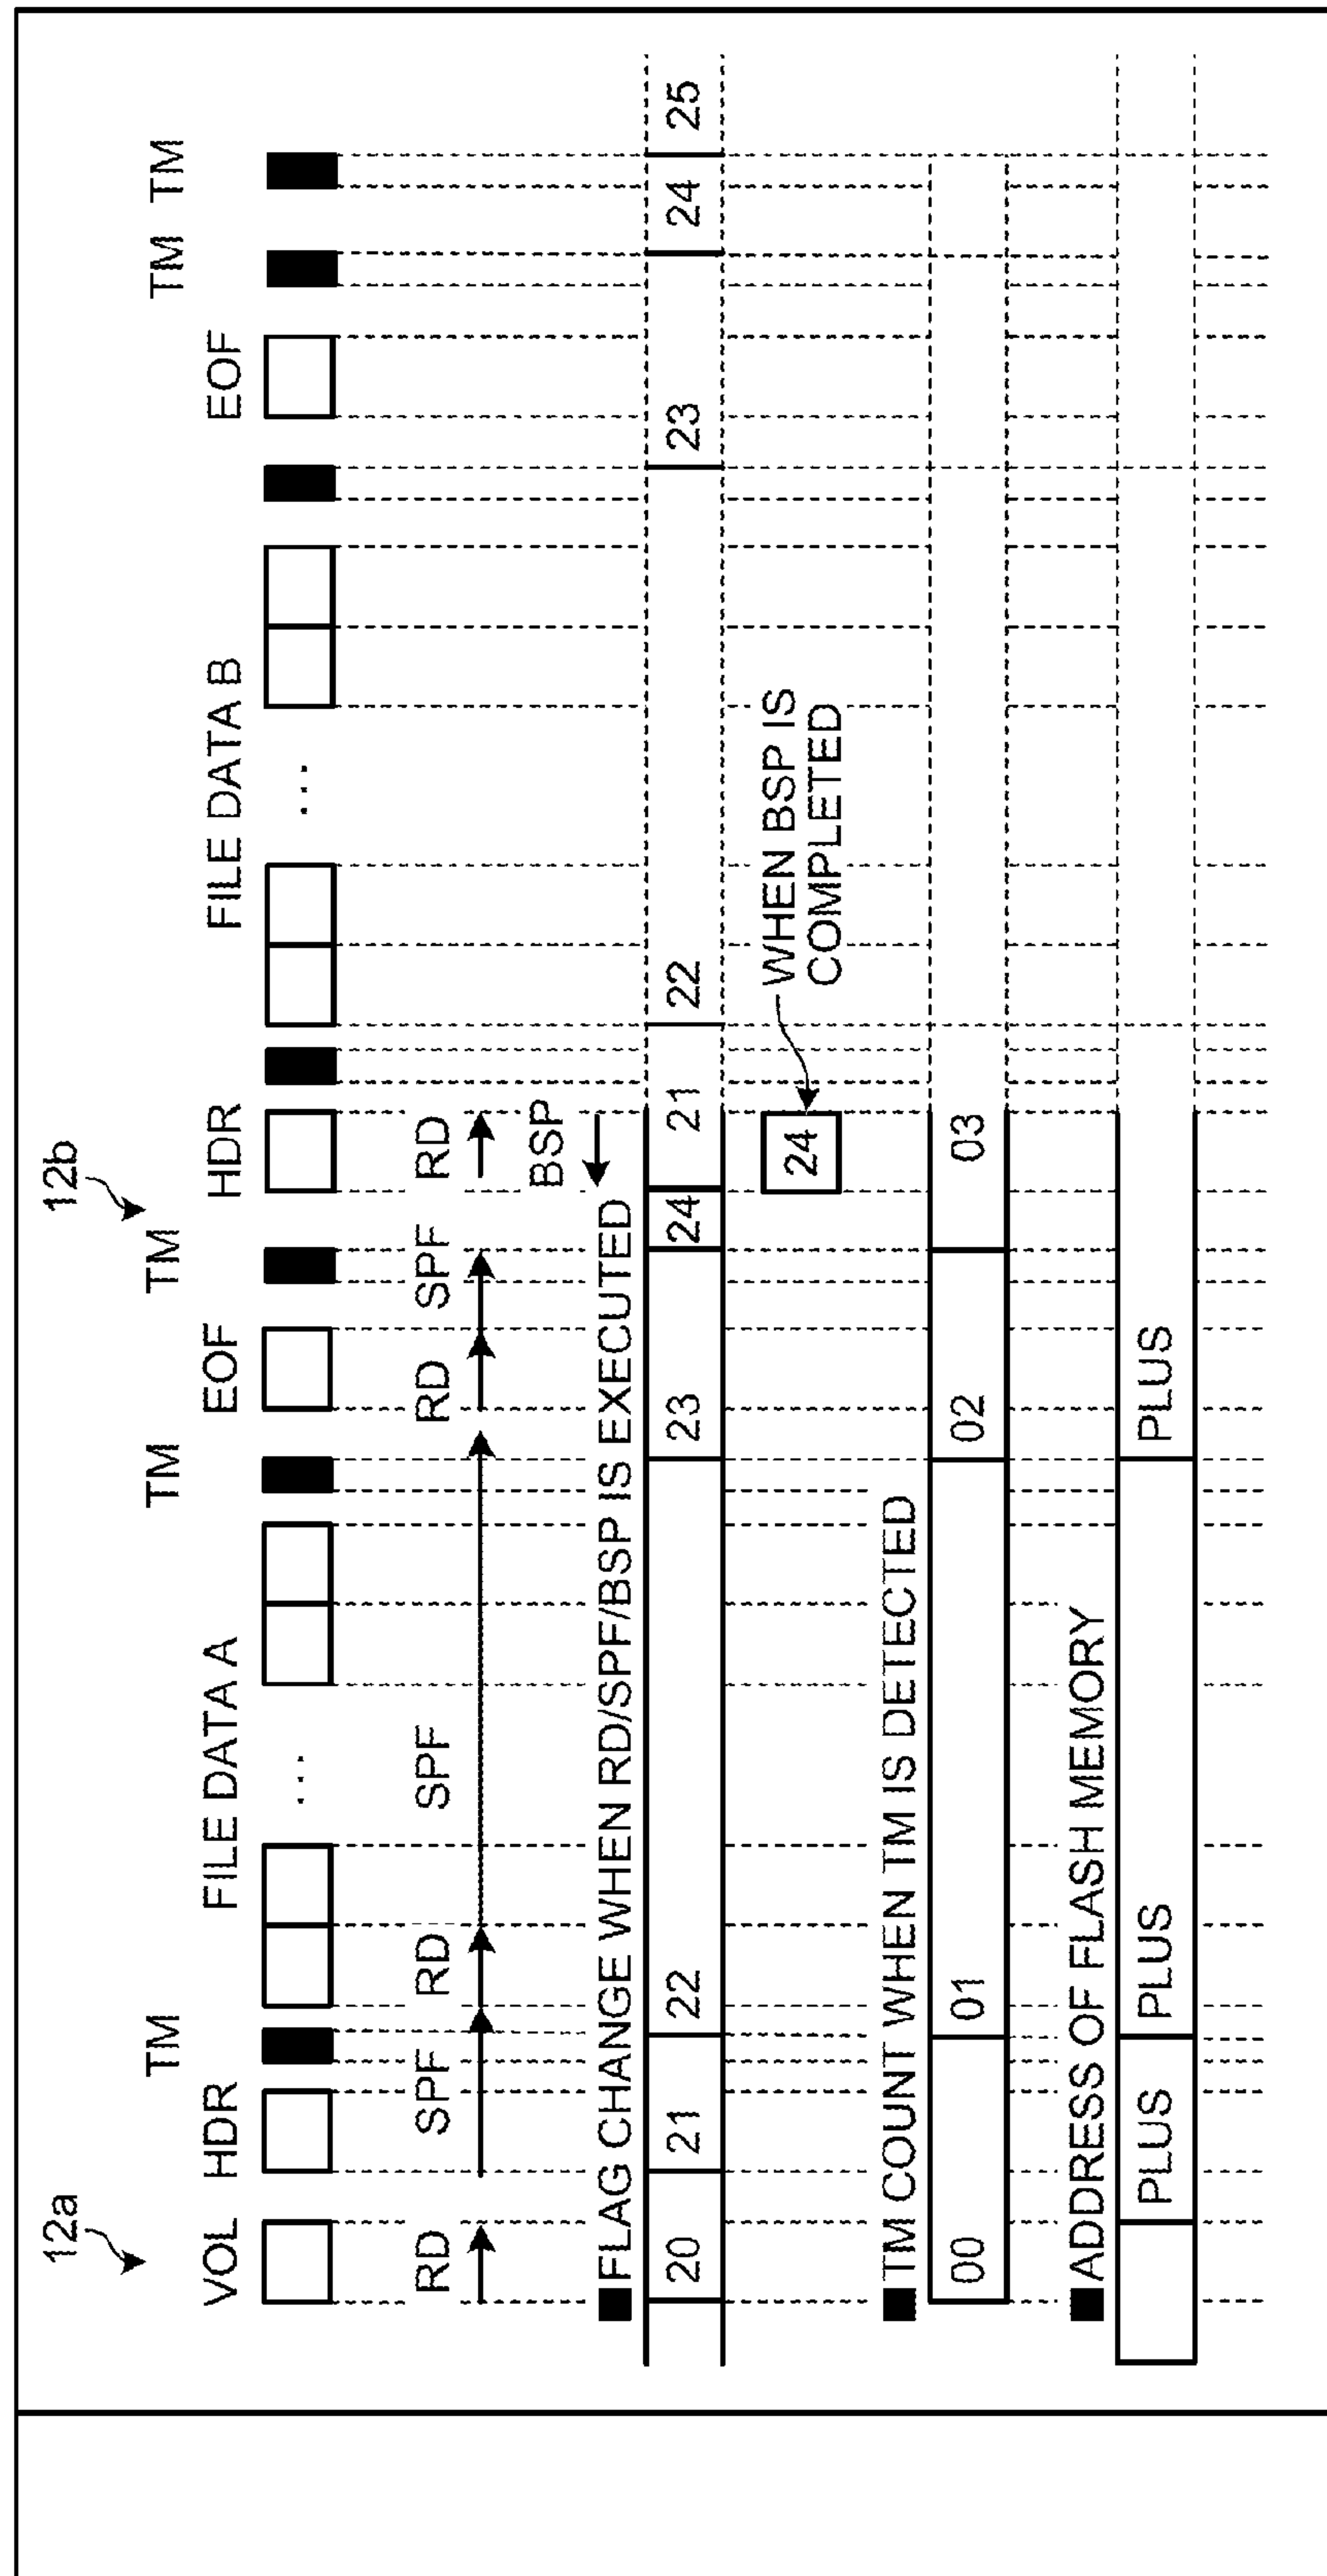 12a
12b
TM
TM
TM
TM
TM
VOL
HDR
FILE DATA A
EOF
HDR
FILE DATA B
EOF
...
...
RD
SPF
RD
SPF
RD
SPF
RD
BSP
■FLAG CHANGE WHEN RD/SPF/BSP IS EXECUTED
20
21
22
23
24
21
22
23
24
25
24
WHEN BSP IS
COMPLETED
■TM COUNT WHEN TM IS DETECTED
00
01
02
03
■ADDRESS OF FLASH MEMORY
PLUS
PLUS
PLUS